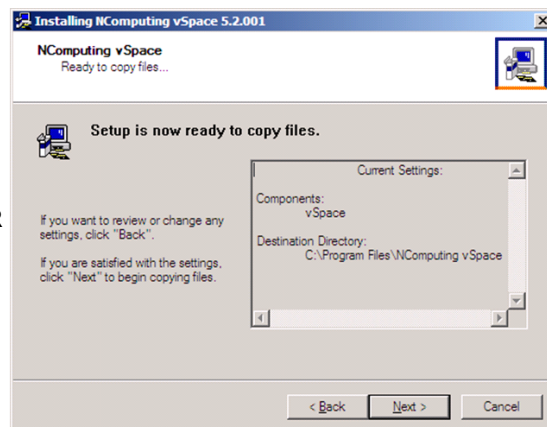 Installing NComputing vSpace 5.2.001
NComputing vSpace
Ready to copy files...
Setup is now ready to copy files.
Current Settings:
Components:
vSpace
Destination Directory:
C:\Program Files\NComputing vSpace
R
If you want to review or change any
settings, click "Back".
If you are satisfied with the settings,
click "Next" to begin copying files.
< Back
Next >
Cancel